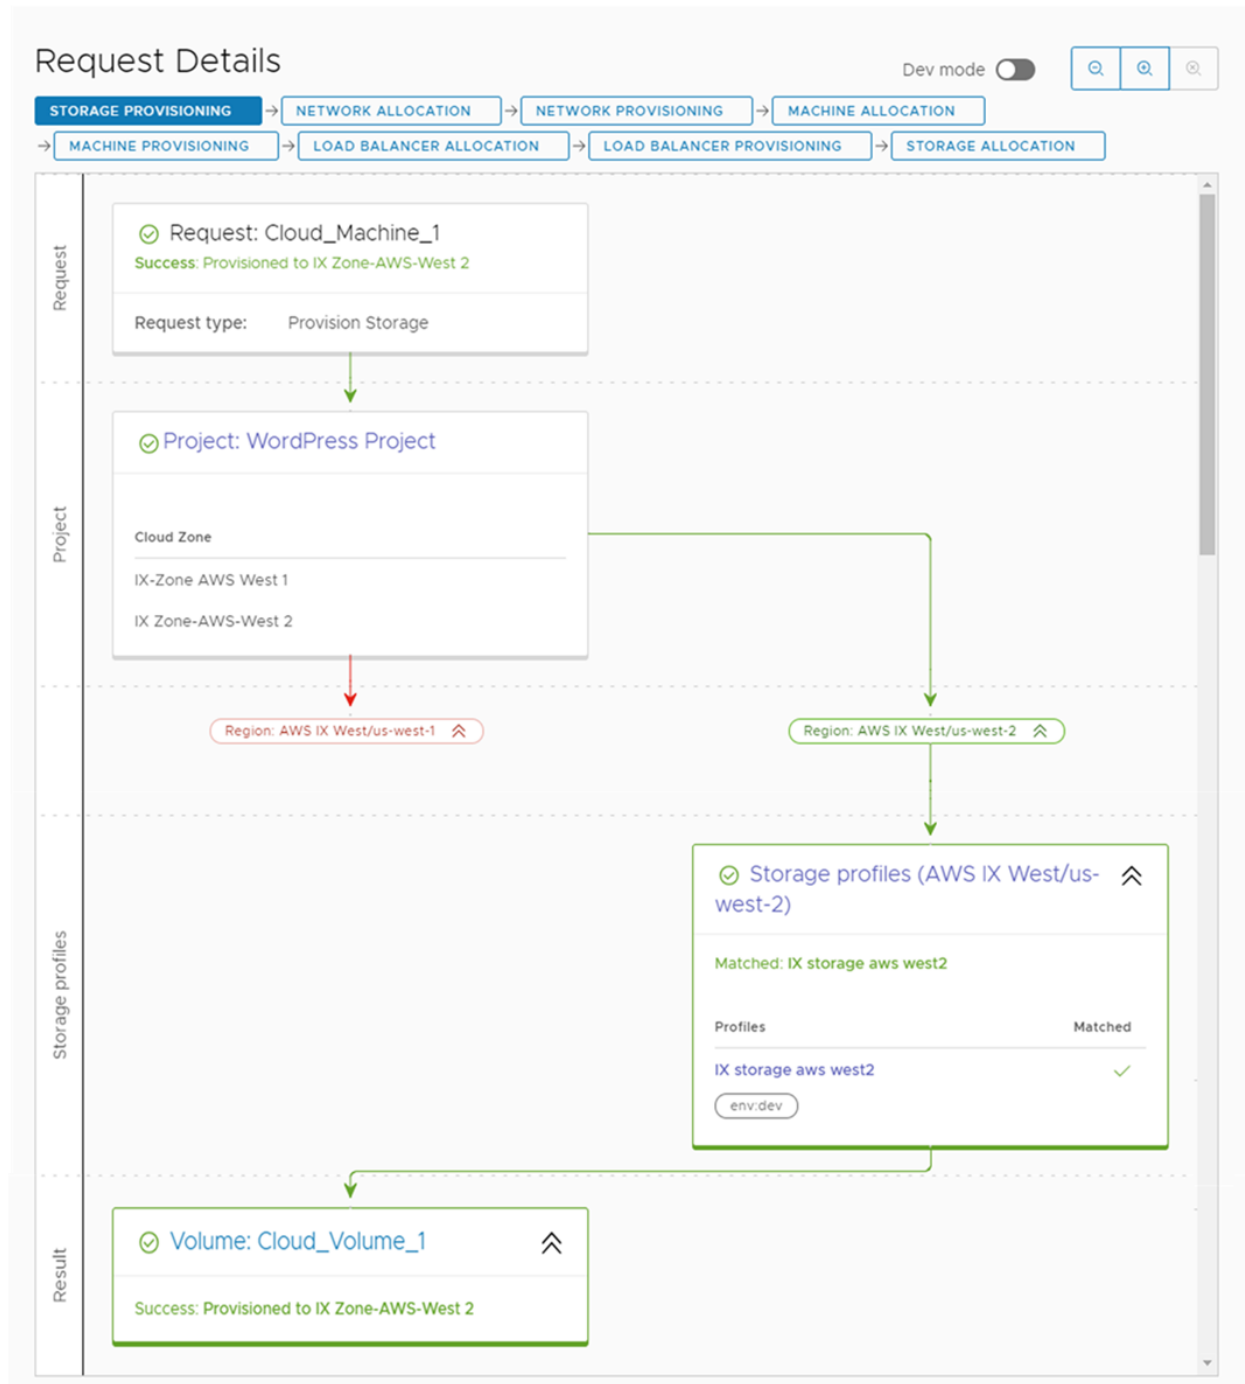 Request Details
Dev mode
STORAGE PROVISIONING
NETWORK ALLOCATION
NETWORK PROVISIONING
MACHINE ALLOCATION
MACHINE PROVISIONING
LOAD BALANCER ALLOCATION
LOAD BALANCER PROVISIONING
STORAGE ALLOCATION
Request
Request: Cloud_Machine_1
Success: Provisioned to IX Zone-AWS-West 2
Request type: Provision Storage
Project
Project: WordPress Project
Cloud Zone
IX-Zone AWS West 1
IX Zone-AWS-West 2
Region: AWS IX West/us-west-1
Region: AWS IX West/us-west-2
Storage profiles
Storage profiles (AWS IX West/us-
west-2)
Matched: IX storage aws west2
Profiles Matched
IX storage aws west2
env:dev
Result
Volume: Cloud_Volume_1
Success: Provisioned to IX Zone-AWS-West 2